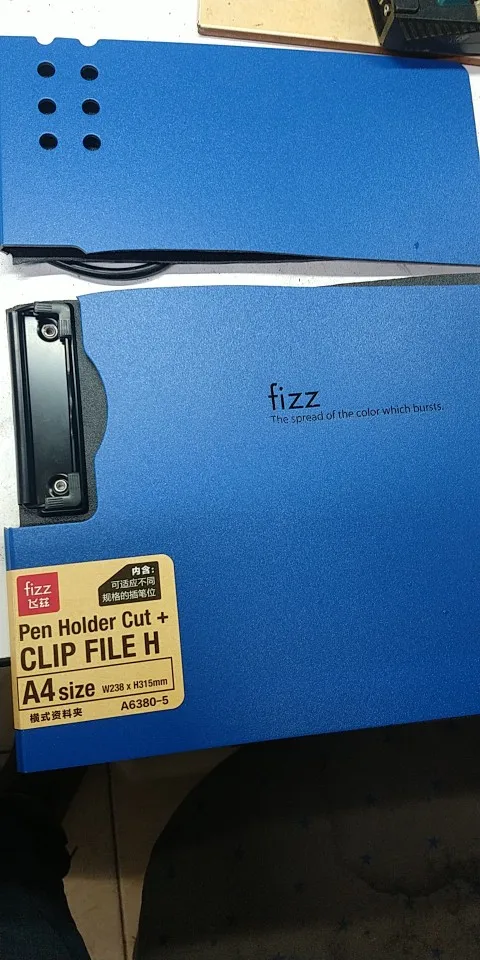 fizz
The spread of the color which bursts.
fizz
飞兹
内含:
可适应不同
规格的插笔位
Pen Holder Cut +
CLIP FILE H
A4 size W238 x H315mm
横式资料夹 A6380-5